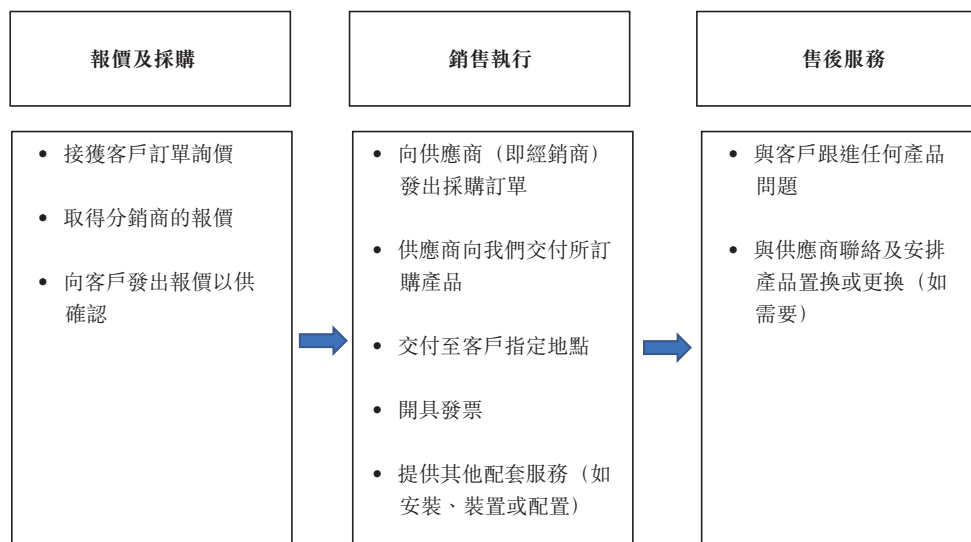 報價及採購
• 接獲客戶訂單詢價
• 取得分銷商的報價
• 向客戶發出報價以供
確認
銷售執行
• 向供應商（即經銷商）
發出採購訂單
• 供應商向我們交付所訂
購產品
• 交付至客戶指定地點
• 開具發票
• 提供其他配套服務（如
安裝、裝置或配置）
售後服務
• 與客戶跟進任何產品
問題
• 與供應商聯絡及安排
產品置換或更換（如
需要）